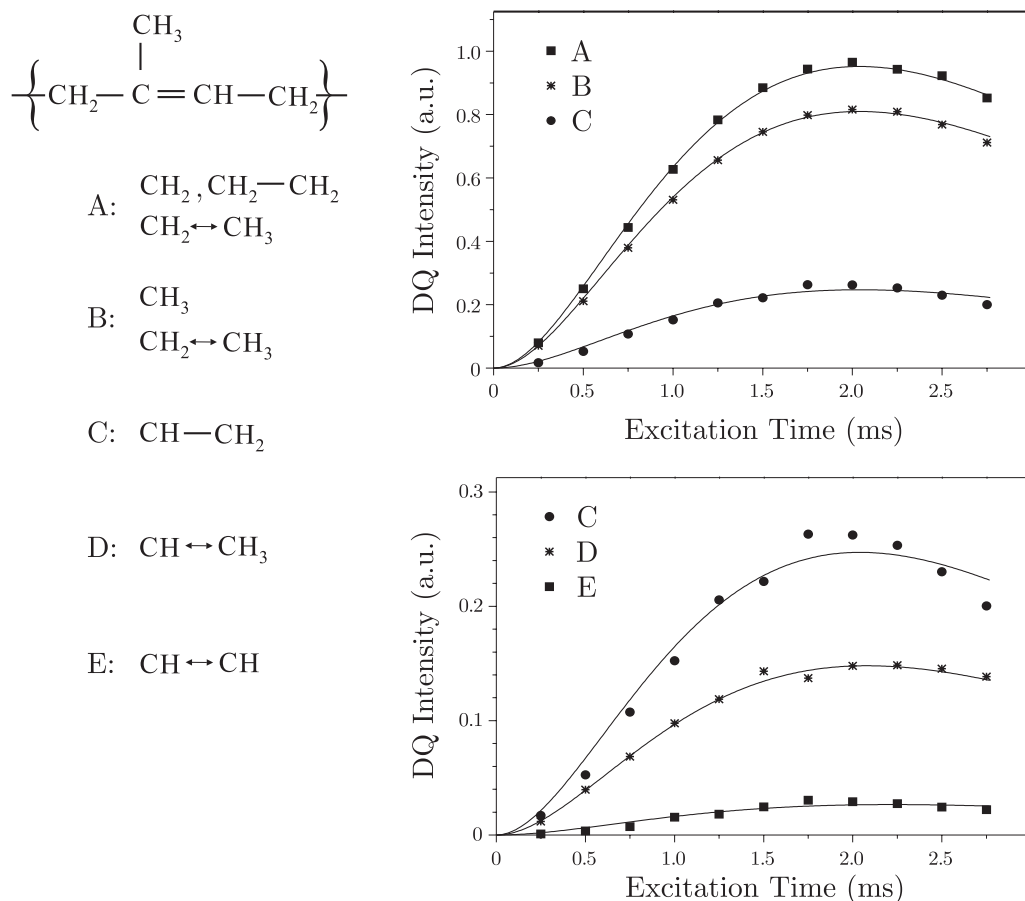 CH₃
{CH₂—C=CH—CH₂}
A: CH₂, CH₂—CH₂
CH₂↔CH₃
B: CH₃
CH₂↔CH₃
C: CH—CH₂
D: CH↔CH₃
E: CH↔CH
DQ Intensity (a.u.)
1.0
0.8
0.6
0.4
0.2
0
A
B
C
0 0.5 1.0 1.5 2.0 2.5
Excitation Time (ms)
DQ Intensity (a.u.)
0.3
0.2
0.1
0
C
D
E
0 0.5 1.0 1.5 2.0 2.5
Excitation Time (ms)